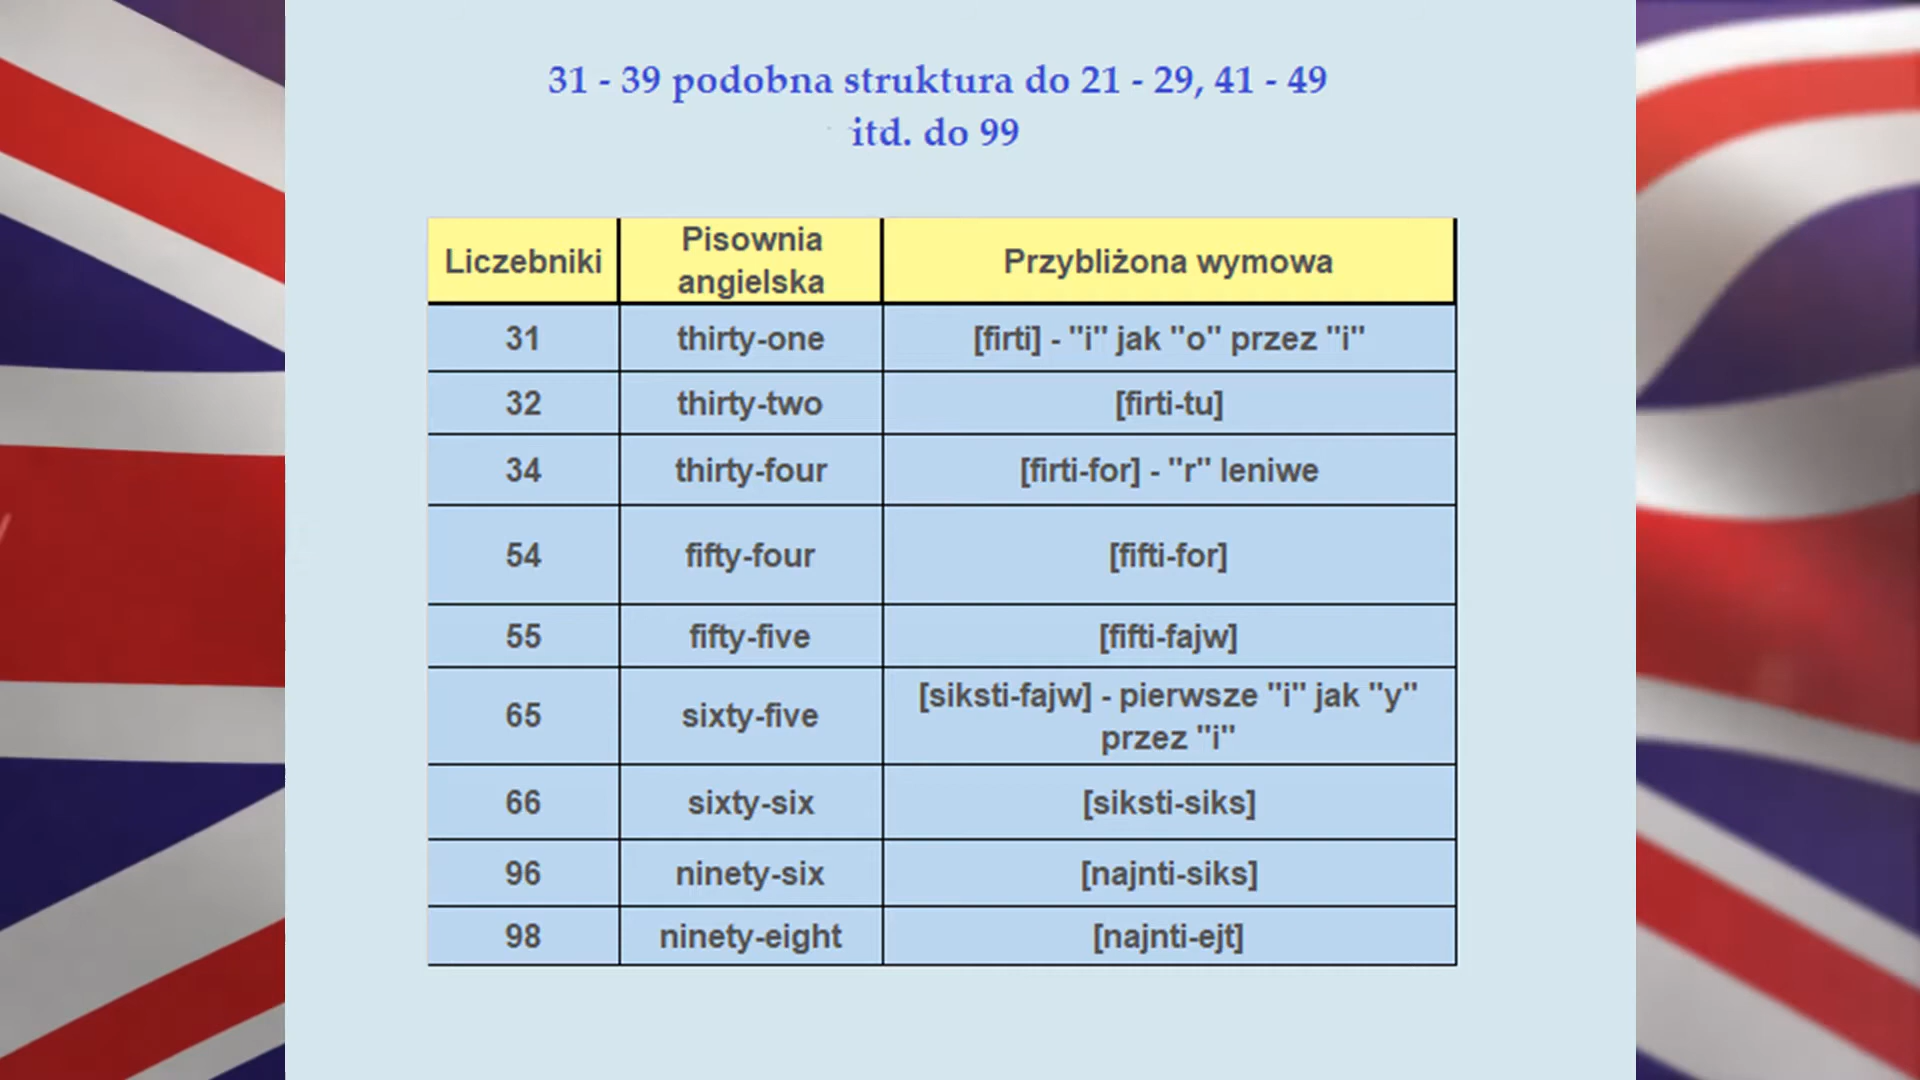 31 - 39 podobna struktura do 21 - 29, 41 - 49
itd. do 99
Liczebniki
Pisownia
angielska
Przybliżona wymowa
31 thirty-one [firti] - "i" jak "o" przez "i"
32 thirty-two [firti-tu]
34 thirty-four [firti-for] - "r" leniwe
54 fifty-four [fifti-for]
55 fifty-five [fifti-fajw]
65 sixty-five [siksti-fajw] - pierwsze "i" jak "y"
przez "i"
66 sixty-six [siksti-siks]
96 ninety-six [najnti-siks]
98 ninety-eight [najnti-ejt]